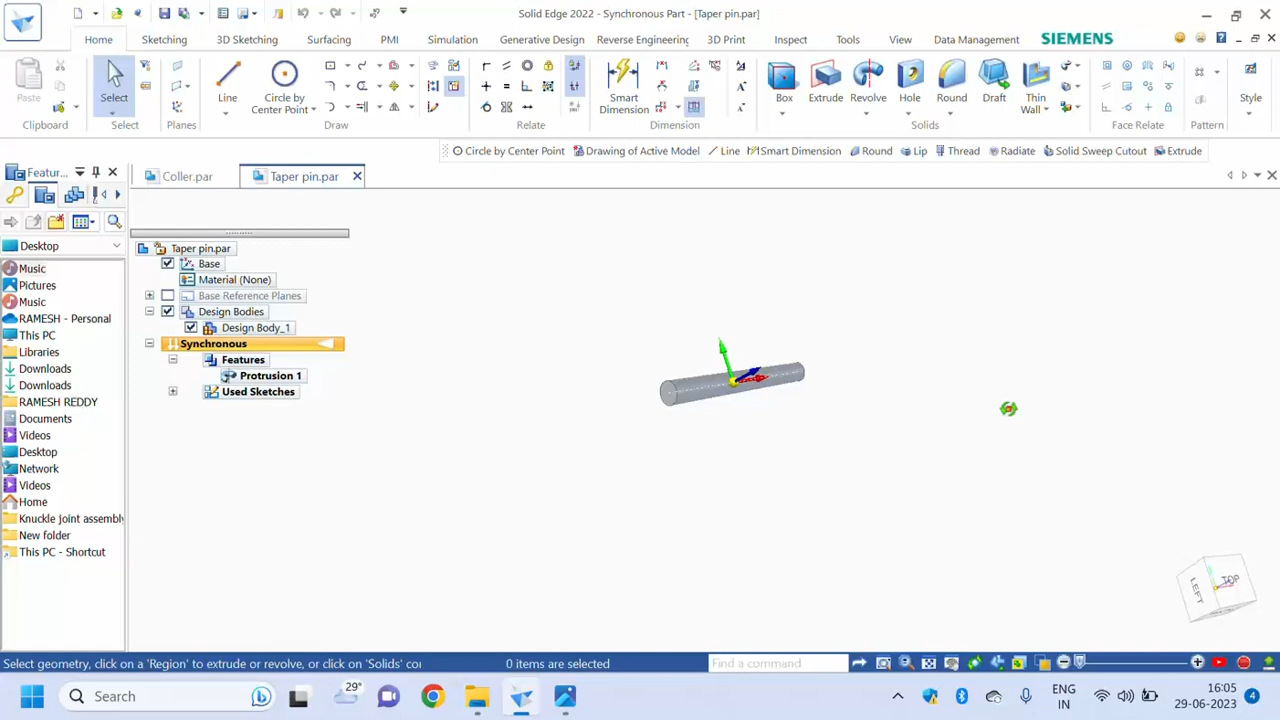 Solid Edge 2022 - Synchronous Part - [Taper pin.par]
Home Sketching 3D Sketching Surfacing PMI Simulation Generative Design Reverse Engineering 3D Print Inspect Tools View Data Management SIEMENS
Paste Select Line Circle by Center Point Smart Dimension Box Extrude Revolve Hole Round Draft Thin Wall Style
Clipboard Select Planes Draw Relate Dimension Solids Face Relate Pattern Style
Circle by Center Point Drawing of Active Model Line Smart Dimension Round Lip Thread Radiate Solid Sweep Cutout Extrude
Featur... Coller.par Taper pin.par
Desktop
Taper pin.par
Base
Material (None)
Base Reference Planes
Design Bodies
Design Body_1
Synchronous
Features
Protrusion 1
Used Sketches
Music
Pictures
Music
RAMESH - Personal
This PC
Libraries
Downloads
Downloads
RAMESH REDDY
Documents
Videos
Desktop
Network
Videos
Home
Knuckle joint assembly
New folder
This PC - Shortcut
LEFT TOP
Select geometry, click on a 'Region' to extrude or revolve, or click on 'Solids' coı 0 items are selected Find a command
Search 29° ENG IN 16:05 29-06-2023 4